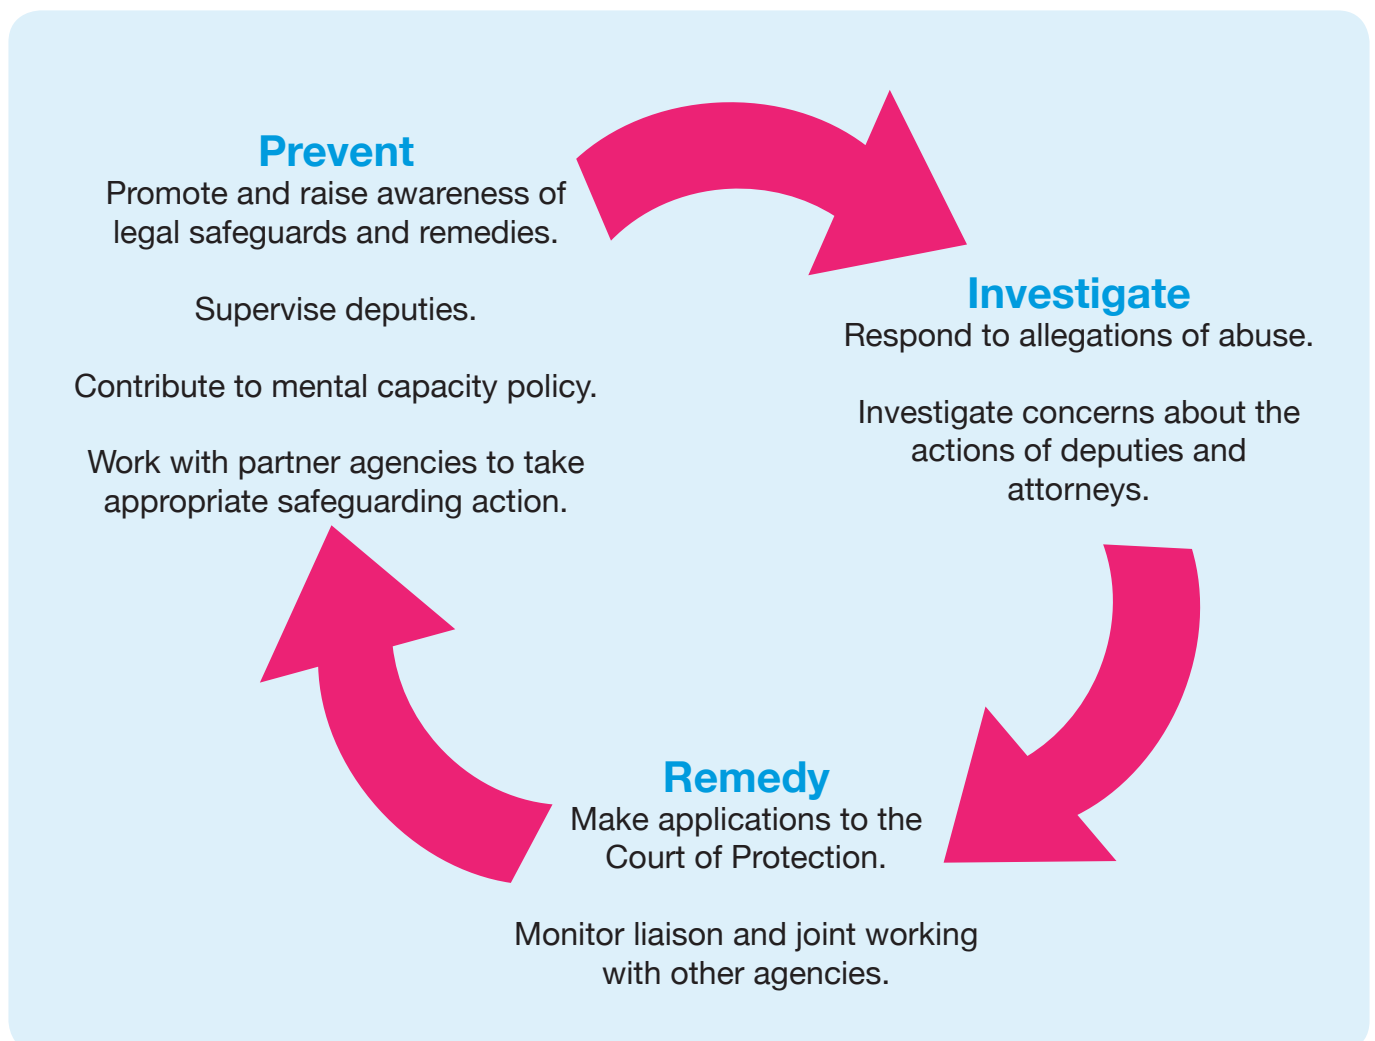 Prevent
Promote and raise awareness of
legal safeguards and remedies.
Supervise deputies.
Contribute to mental capacity policy.
Work with partner agencies to take
appropriate safeguarding action.
Investigate
Respond to allegations of abuse.
Investigate concerns about the
actions of deputies and
attorneys.
Remedy
Make applications to the
Court of Protection.
Monitor liaison and joint working
with other agencies.